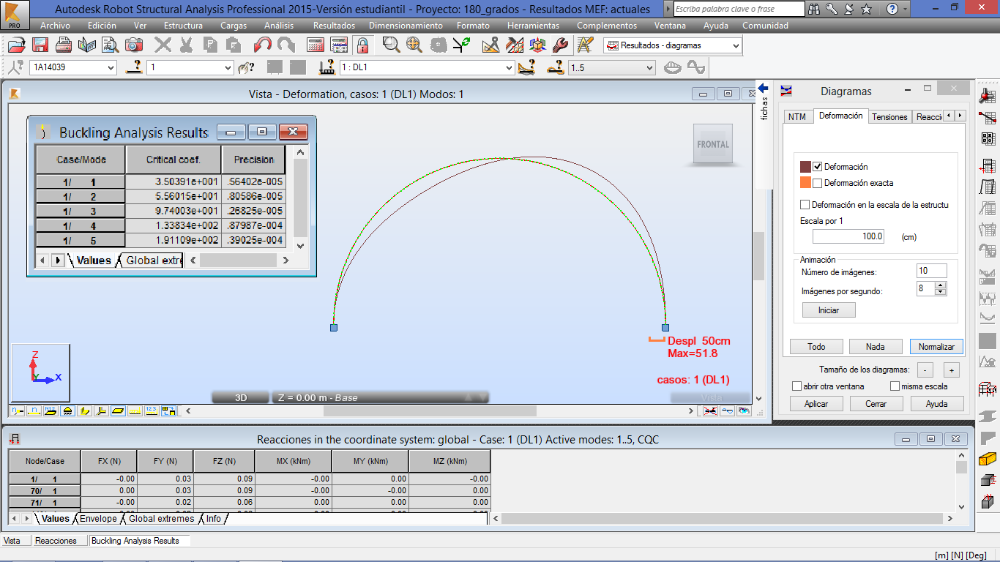 Autodesk Robot Structural Analysis Professional 2015-Versión estudiantil - Proyecto: 180_grados - Resultados MEF: actuales
Escriba palabra clave o frase
PRO
Archivo Edición Ver Estructura Cargas Análisis Resultados Dimensionamiento Formato Herramientas Complementos Ventana Ayuda Comunidad
Resultados - diagramas
1A14039 1 1 : DL1 1..5
Vista - Deformation, casos: 1 (DL1) Modos: 1
fichas
Buckling Analysis Results
Case/Mode Critical coef. Precision
1/ 1 3.50391e+001 .56402e-005
1/ 2 5.56015e+001 .80586e-005
1/ 3 9.74003e+001 .26825e-005
1/ 4 1.33834e+002 .87987e-004
1/ 5 1.91109e+002 .39025e-004
Values Global extre
FRONTAL
Despl 50cm
Max=51.8
casos: 1 (DL1)
Z
Y X
3D Z = 0.00 m - Base Vista
Diagramas
NTM Deformación Tensiones Reacci
Deformación
Deformación exacta
Deformación en la escala de la estructu
Escala por 1
100.0 (cm)
Animación
Número de imágenes: 10
Imágenes por segundo: 8
Iniciar
Todo Nada Normalizar
Tamaño de los diagramas: - +
abrir otra ventana misma escala
Aplicar Cerrar Ayuda
Reacciones in the coordinate system: global - Case: 1 (DL1) Active modes: 1..5, CQC
Node/Case FX (N) FY (N) FZ (N) MX (kNm) MY (kNm) MZ (kNm)
1/ 1 -0.00 0.03 0.09 -0.00 0.00 -0.00
70/ 1 0.00 0.03 0.09 -0.00 -0.00 0.00
71/ 1 -0.00 0.02 0.06 0.00 0.00 0.00
Values Envelope Global extremes Info
Vista Reacciones Buckling Analysis Results
[m] [N] [Deg]